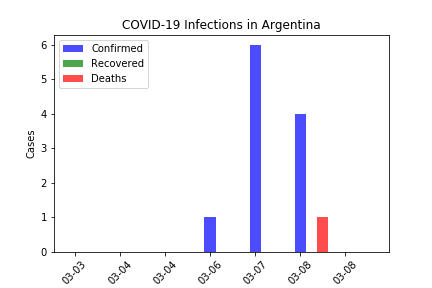 COVID-19 Infections in Argentina
Confirmed
Recovered
Deaths
6
5
4
3
2
1
0
Cases
03-03
03-04
03-04
03-06
03-07
03-08
03-08